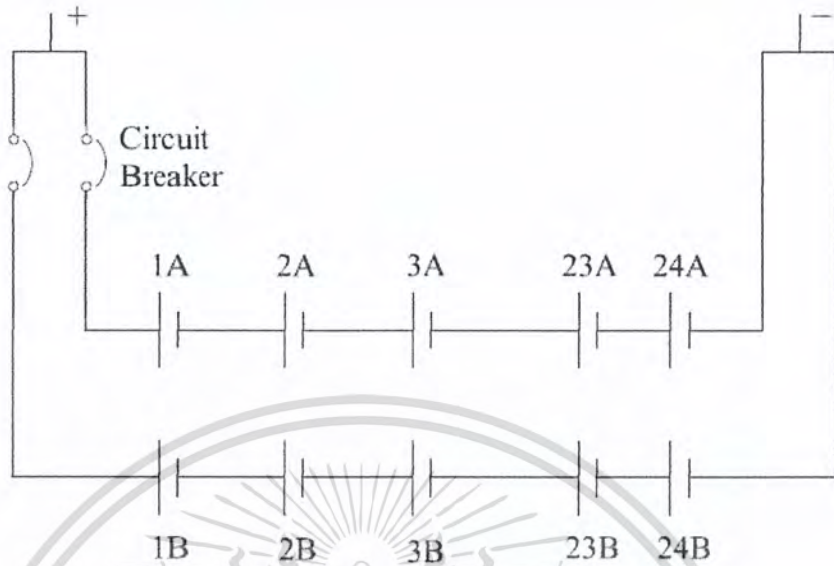 + −
Circuit
Breaker
1A 2A 3A 23A 24A
1B 2B 3B 23B 24B